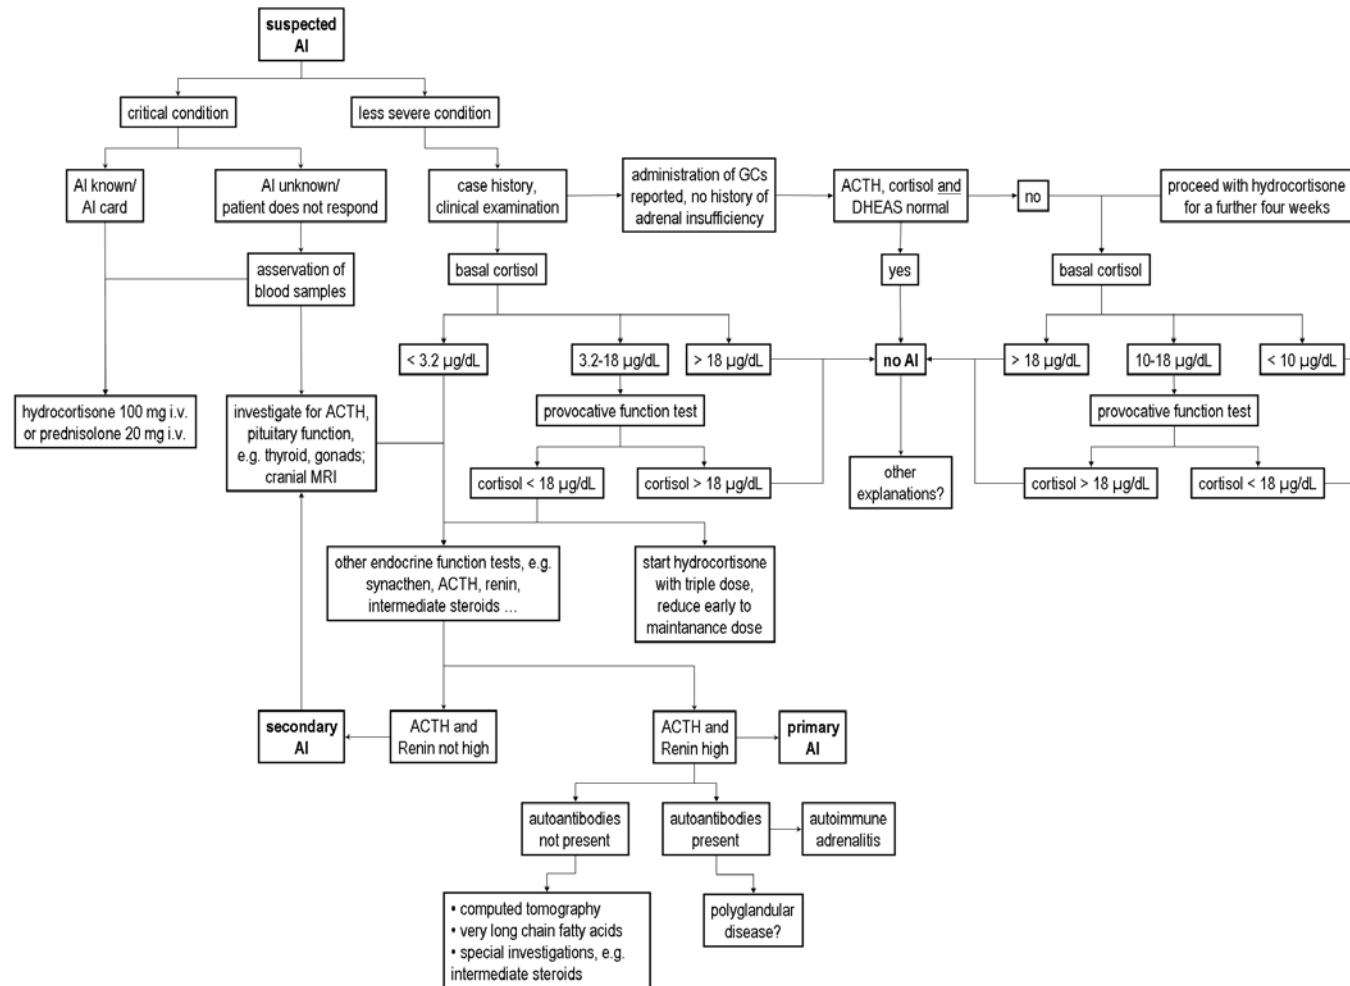 suspected
AI
critical condition
less severe condition
AI known/
AI card
AI unknown/
patient does not respond
case history,
clinical examination
administration of GCs
reported, no history of
adrenal insufficiency
ACTH, cortisol and
DHEAS normal
no
proceed with hydrocortisone
for a further four weeks
asservation of
blood samples
basal cortisol
yes
basal cortisol
< 3.2 µg/dL
3.2-18 µg/dL
> 18 µg/dL
no AI
> 18 µg/dL
10-18 µg/dL
< 10 µg/dL
hydrocortisone 100 mg i.v.
or prednisolone 20 mg i.v.
investigate for ACTH,
pituitary function,
e.g. thyroid, gonads;
cranial MRI
provocative function test
provocative function test
cortisol < 18 µg/dL
cortisol > 18 µg/dL
other
explanations?
cortisol > 18 µg/dL
cortisol < 18 µg/dL
other endocrine function tests, e.g.
synacthen, ACTH, renin,
intermediate steroids ...
start hydrocortisone
with triple dose,
reduce early to
maintanance dose
secondary
AI
ACTH and
Renin not high
ACTH and
Renin high
primary
AI
autoantibodies
not present
autoantibodies
present
autoimmune
adrenalitis
• computed tomography
• very long chain fatty acids
• special investigations, e.g.
intermediate steroids
polyglandular
disease?